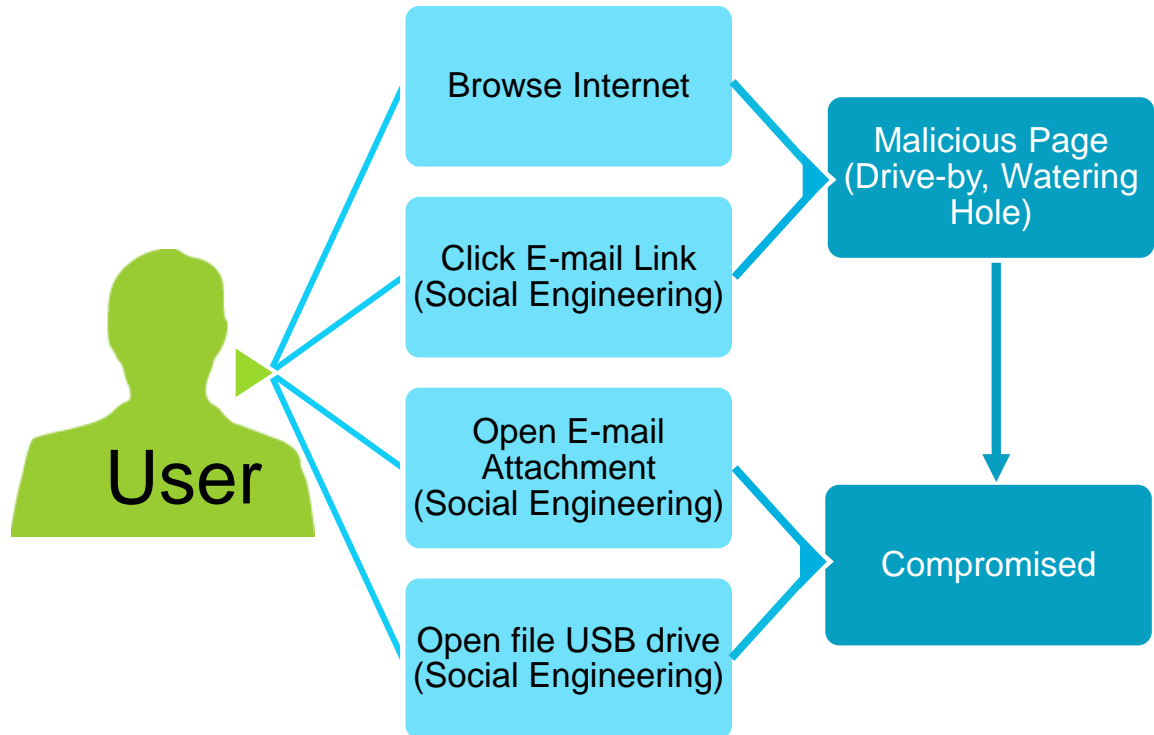 Browse Internet
Malicious Page
(Drive-by, Watering
Hole)
Click E-mail Link
(Social Engineering)
User
Open E-mail
Attachment
(Social Engineering)
Compromised
Open file USB drive
(Social Engineering)